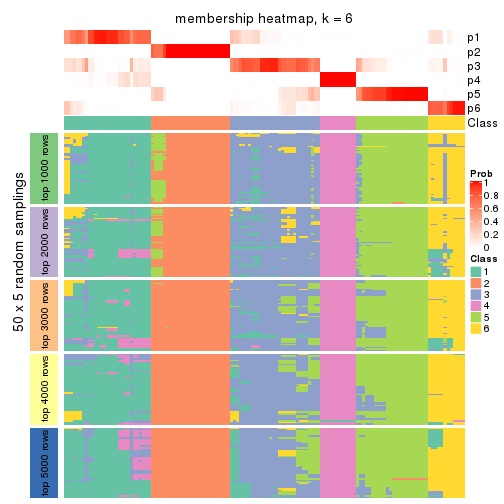 membership heatmap, k = 6
p1
p2
p3
p4
p5
p6
Class
50 x 5 random samplings
top 1000 rows
top 2000 rows
top 3000 rows
top 4000 rows
top 5000 rows
Prob
1
0.8
0.6
0.4
0.2
0
Class
1
2
3
4
5
6